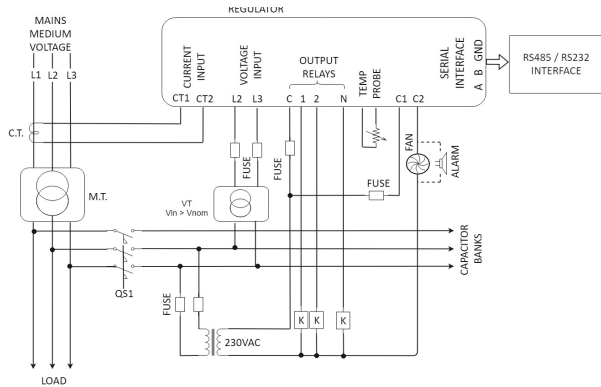 REGULATOR
MAINS
MEDIUM
VOLTAGE
L1 L2 L3
CURRENT
INPUT
VOLTAGE
INPUT
OUTPUT
RELAYS
TEMP
PROBE
SERIAL
INTERFACE
A B GND
RS485 / RS232
INTERFACE
CT1 CT2 L2 L3 C 1 2 N C1 C2
C.T.
FUSE
FUSE
FAN
ALARM
FUSE
M.T.
VT
Vin > Vnom
CAPACITOR
BANKS
QS1
FUSE
230VAC
K K K
LOAD